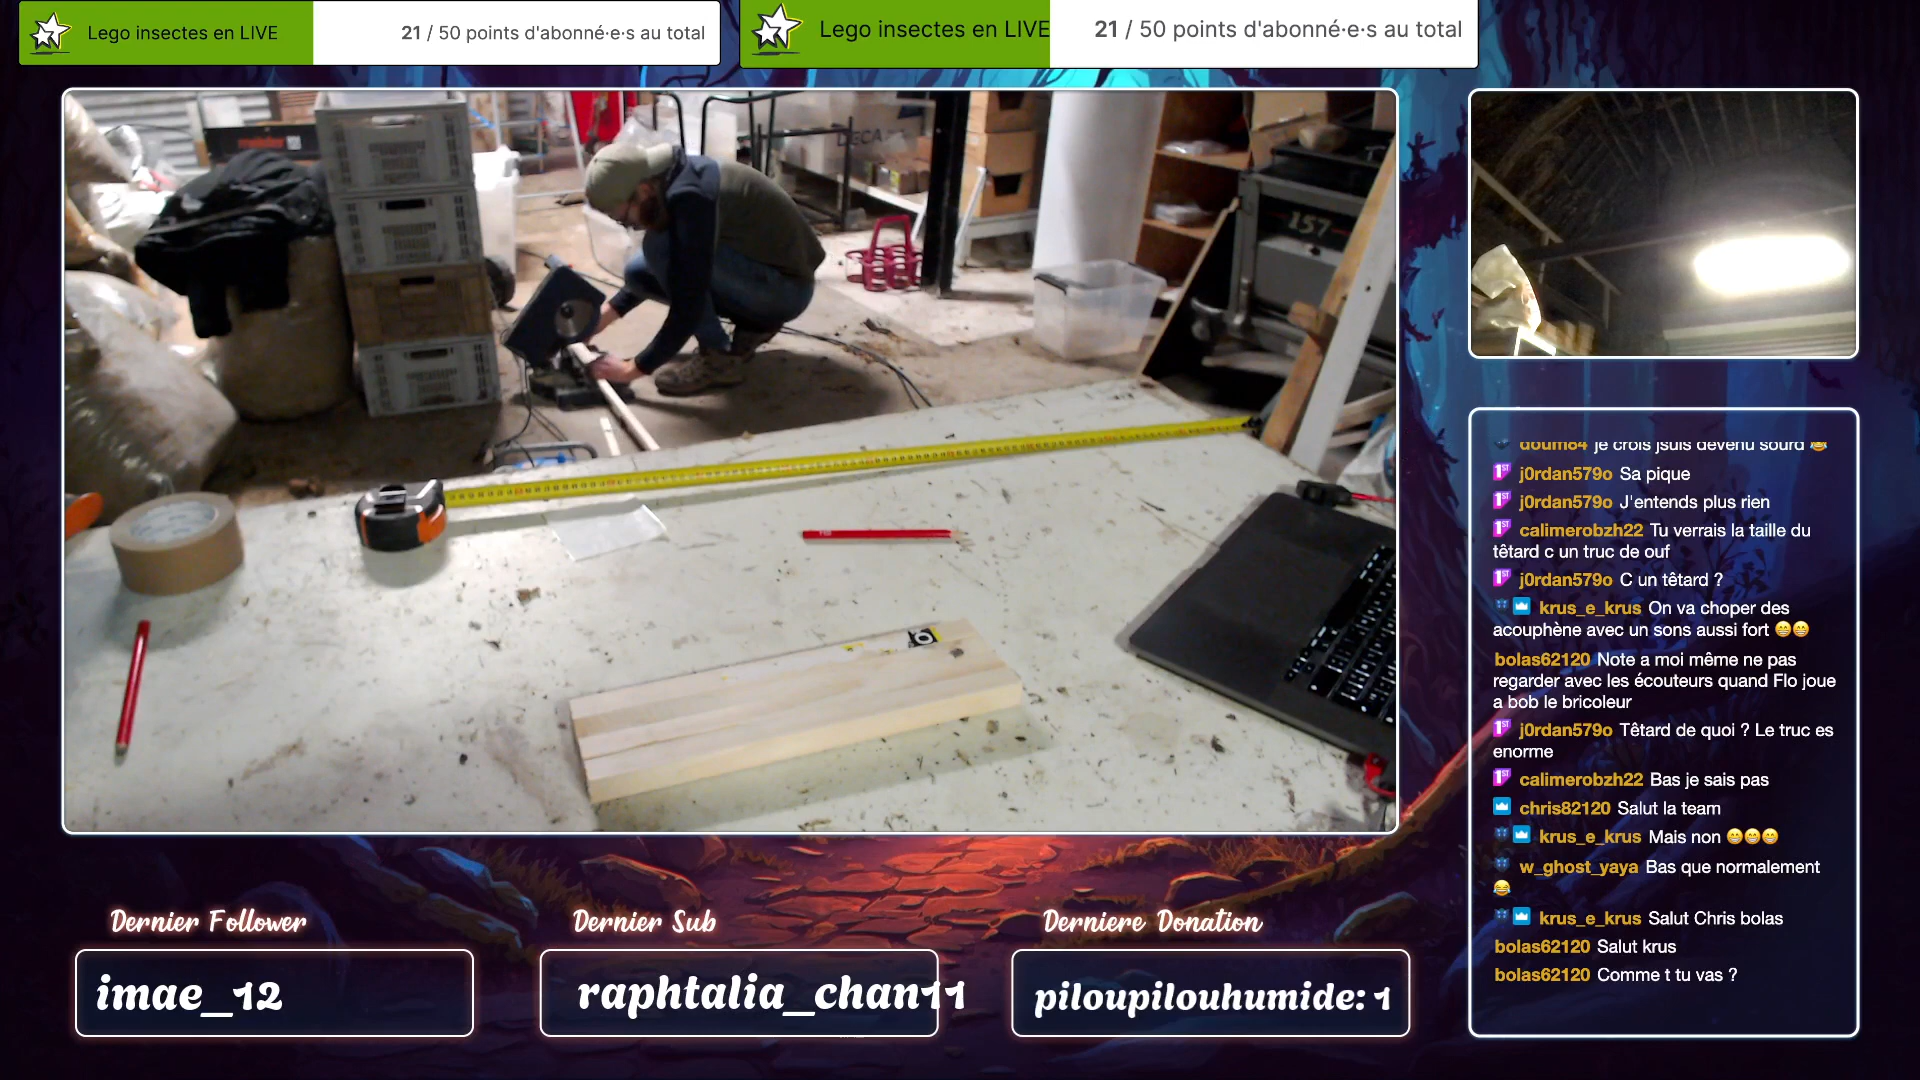 Lego insectes en LIVE
21 / 50 points d'abonné·e·s au total
Lego insectes en LIVE
21 / 50 points d'abonné·e·s au total
157
doum84 je crois jsuis devenu sourd
j0rdan579o Sa pique
j0rdan579o J'entends plus rien
calimerobzh22 Tu verrais la taille du
têtard c un truc de ouf
j0rdan579o C un têtard ?
krus_e_krus On va choper des
acouphène avec un sons aussi fort 😁😁
bolas62120 Note a moi même ne pas
regarder avec les écouteurs quand Flo joue
a bob le bricoleur
j0rdan579o Têtard de quoi ? Le truc es
enorme
calimerobzh22 Bas je sais pas
chris82120 Salut la team
krus_e_krus Mais non 😁😁😁
w_ghost_yaya Bas que normalement
😂
krus_e_krus Salut Chris bolas
bolas62120 Salut krus
bolas62120 Comme t tu vas ?
Dernier Follower
imae_12
Dernier Sub
raphtalia_chan11
Derniere Donation
piloupilouhumide: 1